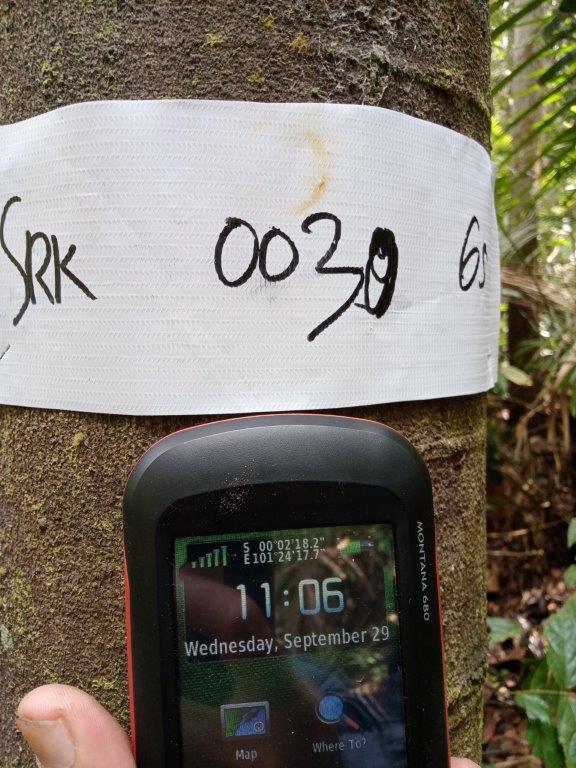 SRK 0030 Gs
S 00°02'18.2"
E101°24'17.7"
MONTANA 680
11:06
Wednesday, September 29
Map
Where To?